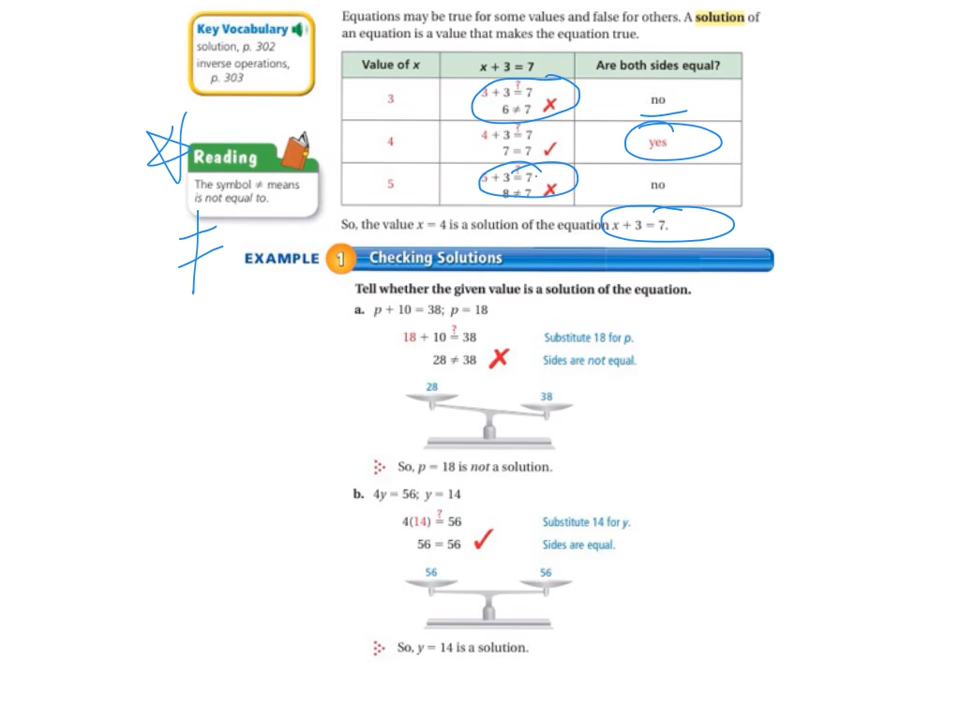 Equations may be true for some values and false for others. A solution of
an equation is a value that makes the equation true.
Key Vocabulary
solution, p. 302
inverse operations,
p. 303
Value of x x + 3 = 7 Are both sides equal?
3 3 + 3 ≟ 7 no
6 ≠ 7 ✗
4 4 + 3 ≟ 7 yes
7 = 7 ✓
5 5 + 3 ≟ 7 no
8 ≠ 7 ✗
Reading
The symbol ≠ means
is not equal to.
≠
So, the value x = 4 is a solution of the equation x + 3 = 7.
EXAMPLE 1 Checking Solutions
Tell whether the given value is a solution of the equation.
a. p + 10 = 38; p = 18
18 + 10 ≟ 38 Substitute 18 for p.
28 ≠ 38 ✗ Sides are not equal.
28 38
So, p = 18 is not a solution.
b. 4y = 56; y = 14
4(14) ≟ 56 Substitute 14 for y.
56 = 56 ✓ Sides are equal.
56 56
So, y = 14 is a solution.